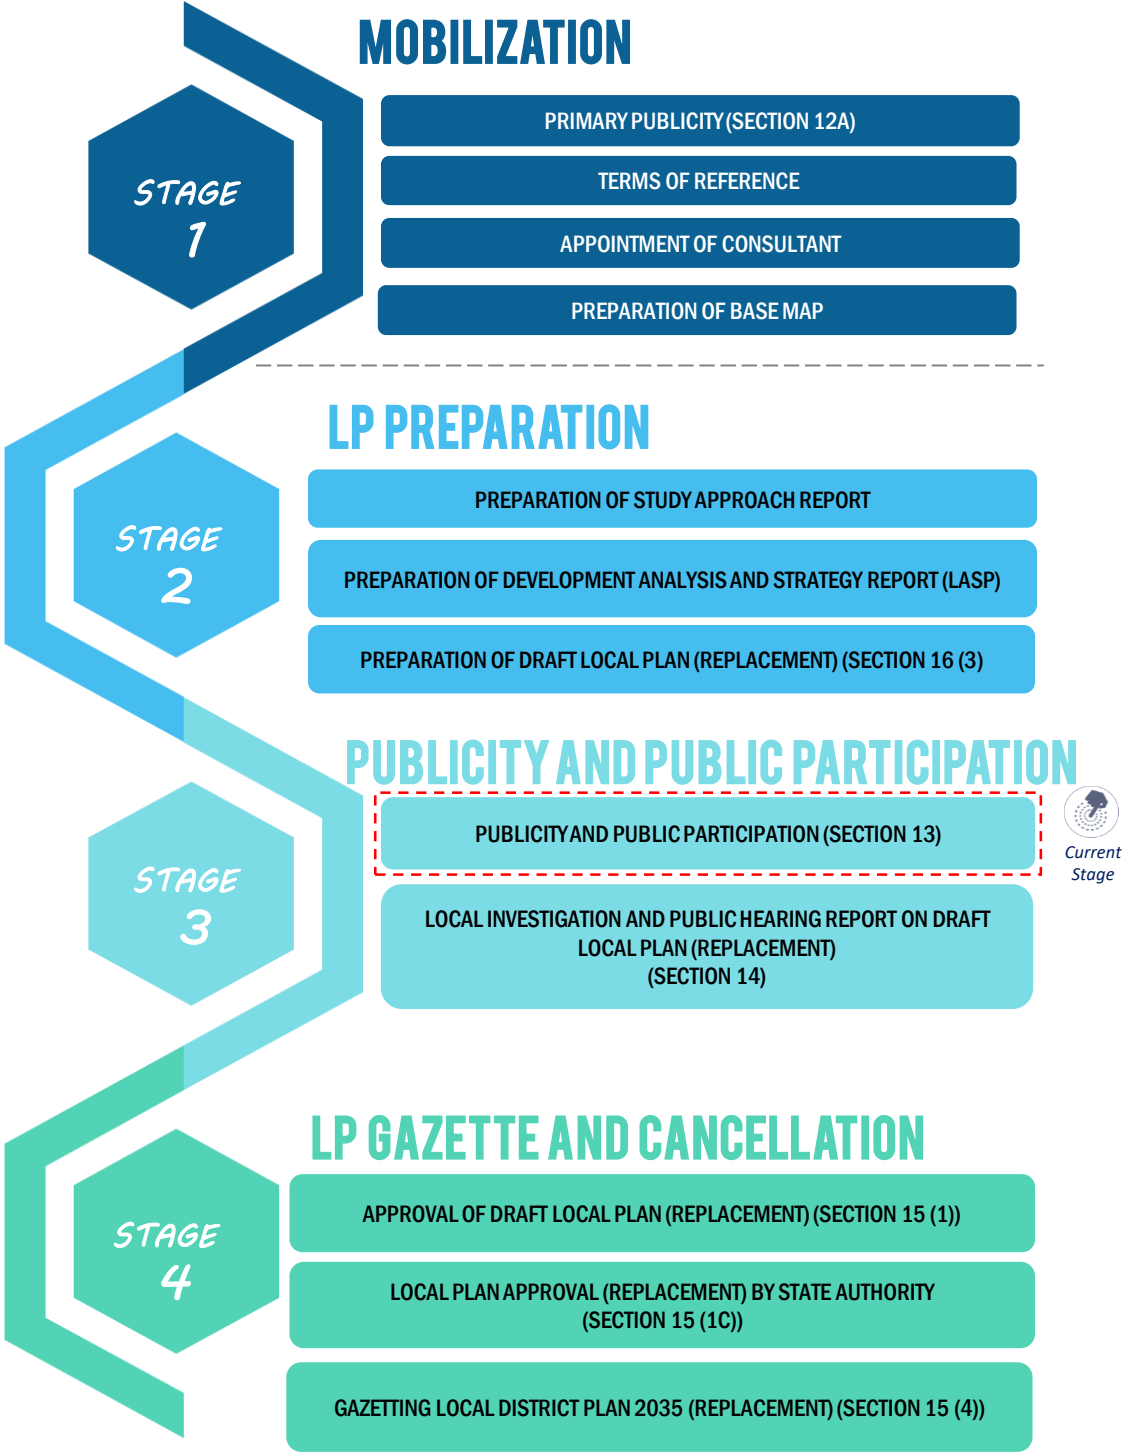 MOBILIZATION
STAGE
1
PRIMARY PUBLICITY (SECTION 12A)
TERMS OF REFERENCE
APPOINTMENT OF CONSULTANT
PREPARATION OF BASE MAP
LP PREPARATION
STAGE
2
PREPARATION OF STUDY APPROACH REPORT
PREPARATION OF DEVELOPMENT ANALYSIS AND STRATEGY REPORT (LASP)
PREPARATION OF DRAFT LOCAL PLAN (REPLACEMENT) (SECTION 16 (3)
PUBLICITY AND PUBLIC PARTICIPATION
STAGE
3
PUBLICITY AND PUBLIC PARTICIPATION (SECTION 13)
Current
Stage
LOCAL INVESTIGATION AND PUBLIC HEARING REPORT ON DRAFT
LOCAL PLAN (REPLACEMENT)
(SECTION 14)
LP GAZETTE AND CANCELLATION
STAGE
4
APPROVAL OF DRAFT LOCAL PLAN (REPLACEMENT) (SECTION 15 (1))
LOCAL PLAN APPROVAL (REPLACEMENT) BY STATE AUTHORITY
(SECTION 15 (1C))
GAZETTING LOCAL DISTRICT PLAN 2035 (REPLACEMENT) (SECTION 15 (4))